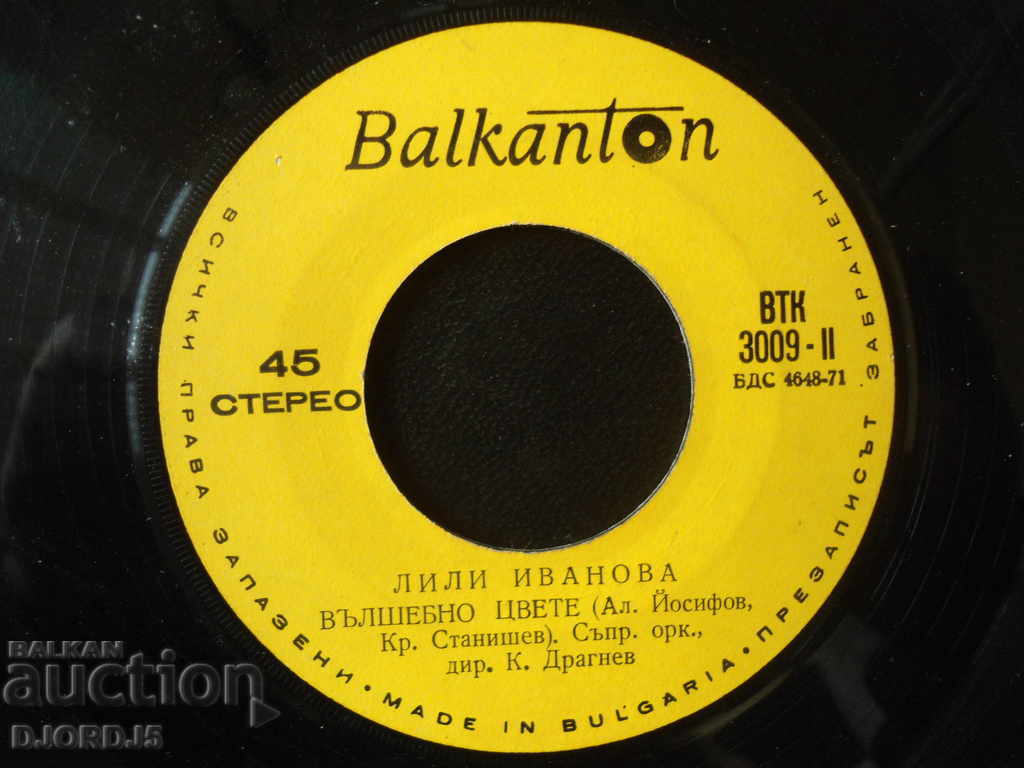 Balkanton
45
СТЕРЕО
ВТК
3009 - II
БДС 4648-71
ЛИЛИ ИВАНОВА
ВЪЛШЕБНО ЦВЕТЕ (Ал. Йосифов,
Кр. Станишев). Съпр. орк.,
дир. К. Драгнев
ВСИЧКИ ПРАВА ЗАПАЗЕНИ • MADE IN BULGARIA • ПРЕЗАПИСЪТ ЗАБРАНЕН
BALKAN
auction
DJORDJ5